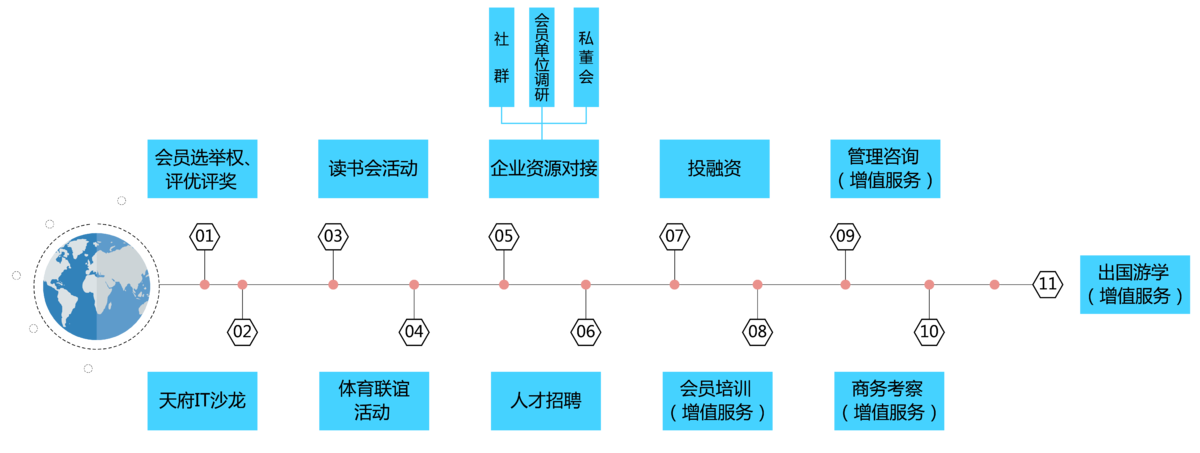 社群
会员单位调研
私董会
会员选举权、
评优评奖
读书会活动
企业资源对接
投融资
管理咨询
（增值服务）
01
03
05
07
09
11
出国游学
（增值服务）
02
04
06
08
10
天府IT沙龙
体育联谊
活动
人才招聘
会员培训
（增值服务）
商务考察
（增值服务）